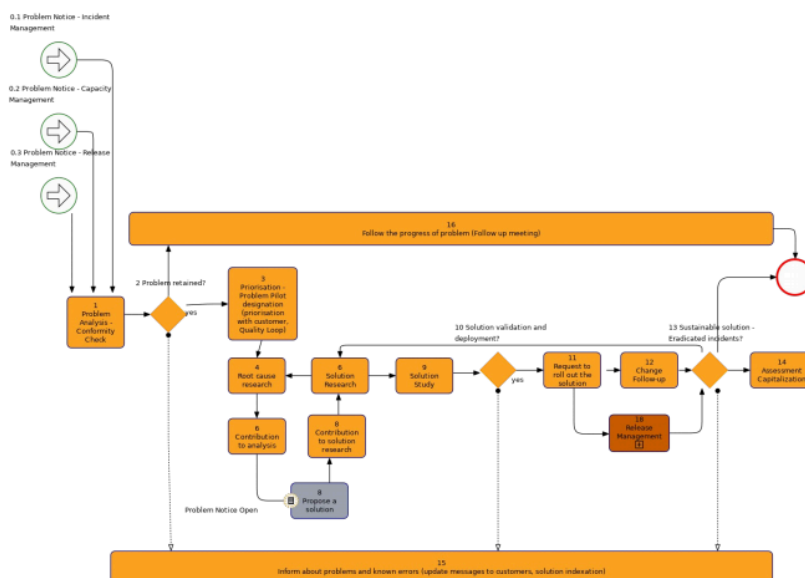 0.1 Problem Notice - Incident
Management
0.2 Problem Notice - Capacity
Management
0.3 Problem Notice - Release
Management
16
Follow the progress of problem (Follow up meeting)
2 Problem retained?
yes
1
Problem
Analysis -
Conformity
Check
3
Priorisation -
Problem Pilot
designation
(priorisation
with customer,
Quality Loop)
10 Solution validation and
deployment?
13 Sustainable solution -
Eradicated incidents?
4
Root cause
research
6
Solution
Research
9
Solution
Study
yes
11
Request to
roll out the
solution
12
Change
Follow-up
14
Assessment
Capitalization
6
Contribution
to analysis
8
Contribution
to solution
research
18
Release
Management
8
Propose a
solution
Problem Notice Open
15
Inform about problems and known errors (update messages to customers, solution indexation)